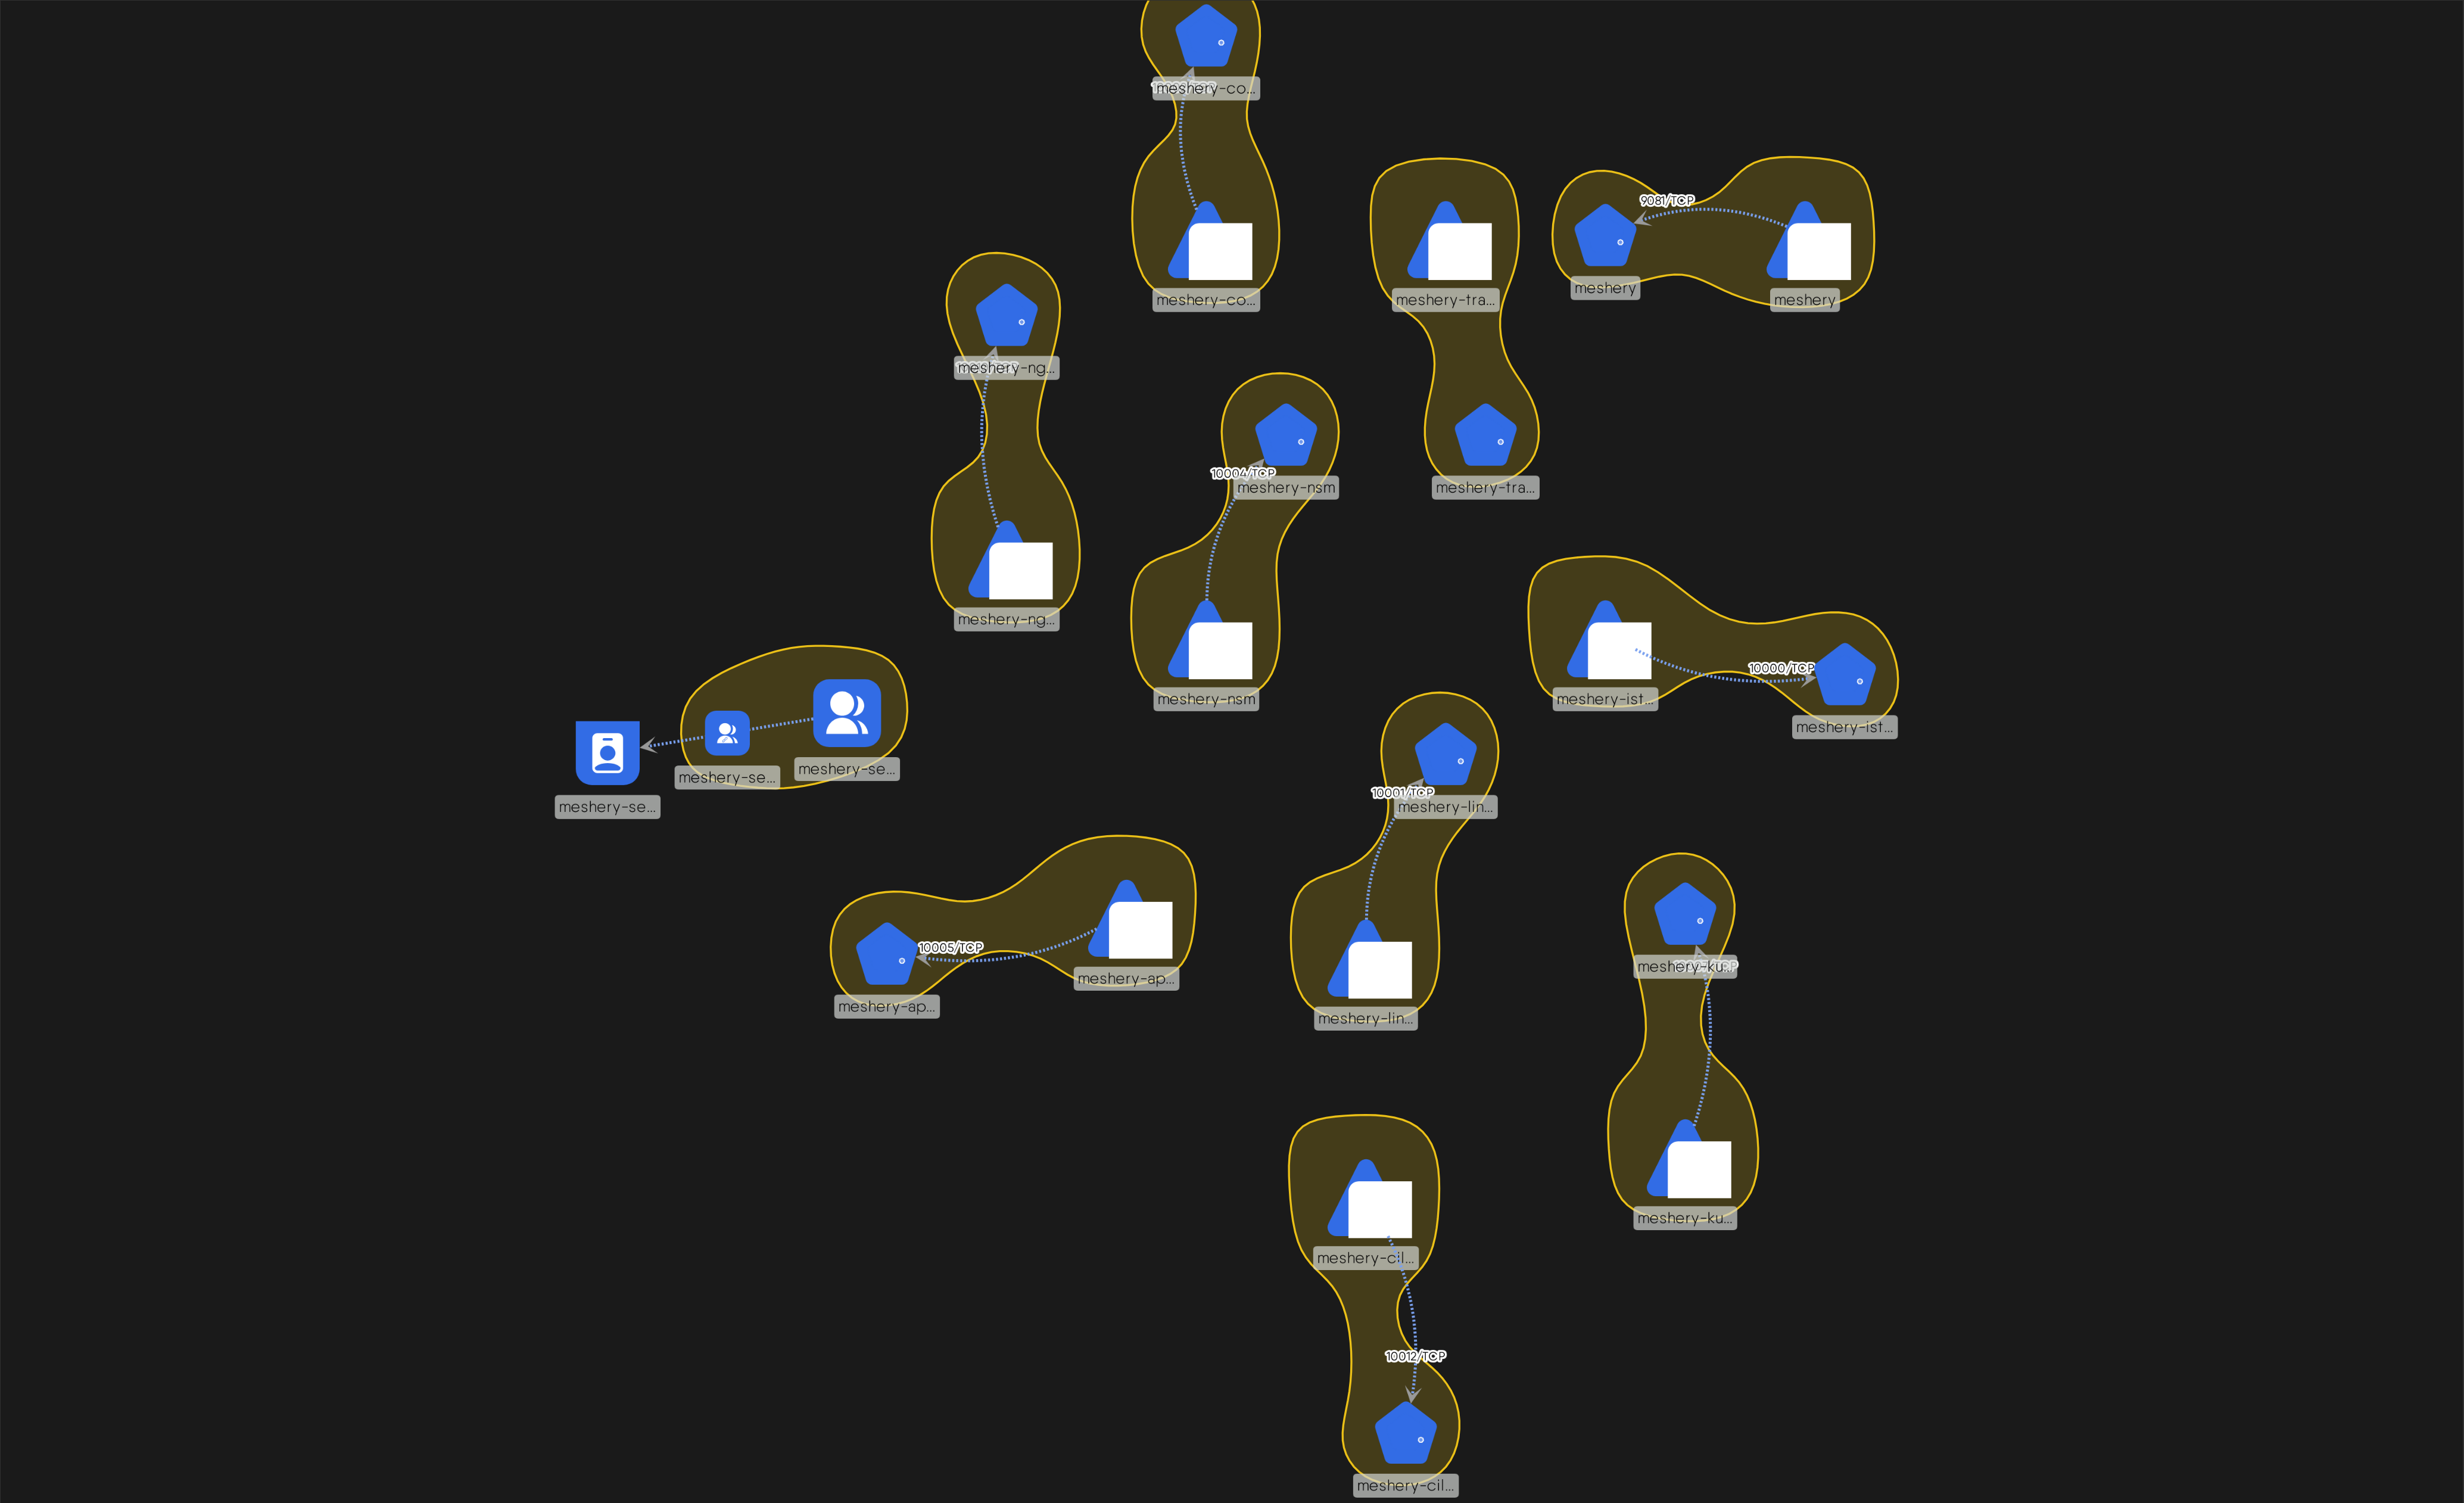 meshery-co...
meshery-co...
meshery-tra...
9081/TCP
meshery
meshery
meshery-ng...
meshery-ng...
meshery-tra...
10004/TCP
meshery-nsm
meshery-nsm
10000/TCP
meshery-ist...
meshery-ist...
meshery-se...
meshery-se...
meshery-se...
10001/TCP
meshery-lin...
meshery-lin...
10005/TCP
meshery-ap...
meshery-ap...
meshery-ku...
meshery-ku...
meshery-cil...
10012/TCP
meshery-cil...